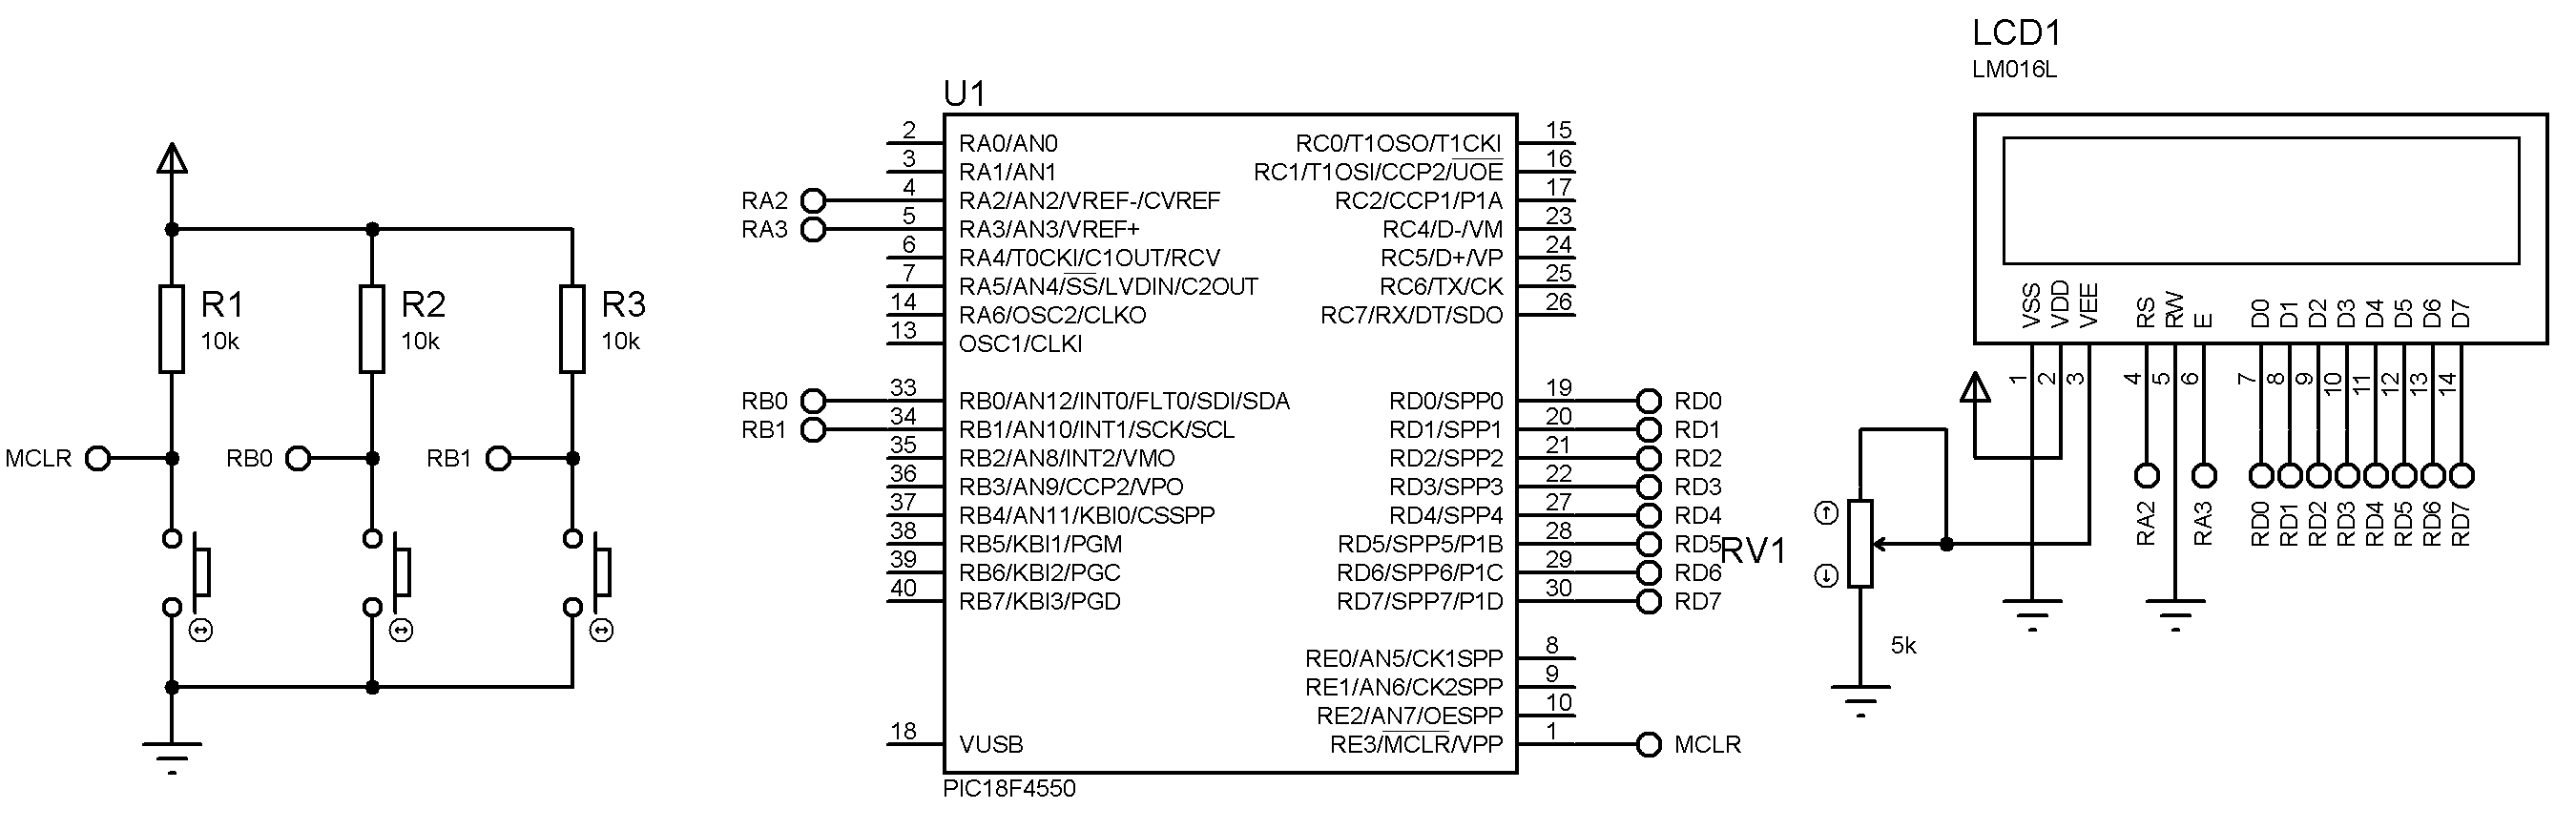 R1
10k
R2
10k
R3
10k
MCLR
RB0
RB1
U1
2 RA0/AN0
3 RA1/AN1
RA2 4 RA2/AN2/VREF-/CVREF
RA3 5 RA3/AN3/VREF+
6 RA4/T0CKI/C1OUT/RCV
7 RA5/AN4/SS/LVDIN/C2OUT
14 RA6/OSC2/CLKO
13 OSC1/CLKI
RB0 33 RB0/AN12/INT0/FLT0/SDI/SDA
RB1 34 RB1/AN10/INT1/SCK/SCL
35 RB2/AN8/INT2/VMO
36 RB3/AN9/CCP2/VPO
37 RB4/AN11/KBI0/CSSPP
38 RB5/KBI1/PGM
39 RB6/KBI2/PGC
40 RB7/KBI3/PGD
18 VUSB
RC0/T1OSO/T1CKI 15
RC1/T1OSI/CCP2/UOE 16
RC2/CCP1/P1A 17
RC4/D-/VM 23
RC5/D+/VP 24
RC6/TX/CK 25
RC7/RX/DT/SDO 26
RD0/SPP0 19 RD0
RD1/SPP1 20 RD1
RD2/SPP2 21 RD2
RD3/SPP3 22 RD3
RD4/SPP4 27 RD4
RD5/SPP5/P1B 28 RD5
RD6/SPP6/P1C 29 RD6
RD7/SPP7/P1D 30 RD7
RE0/AN5/CK1SPP 8
RE1/AN6/CK2SPP 9
RE2/AN7/OESPP 10
RE3/MCLR/VPP 1 MCLR
PIC18F4550
RV1
5k
LCD1
LM016L
VSS 1
VDD 2
VEE 3
RS 4 RA2
RW 5
E 6 RA3
D0 7 RD0
D1 8 RD1
D2 9 RD2
D3 10 RD3
D4 11 RD4
D5 12 RD5
D6 13 RD6
D7 14 RD7